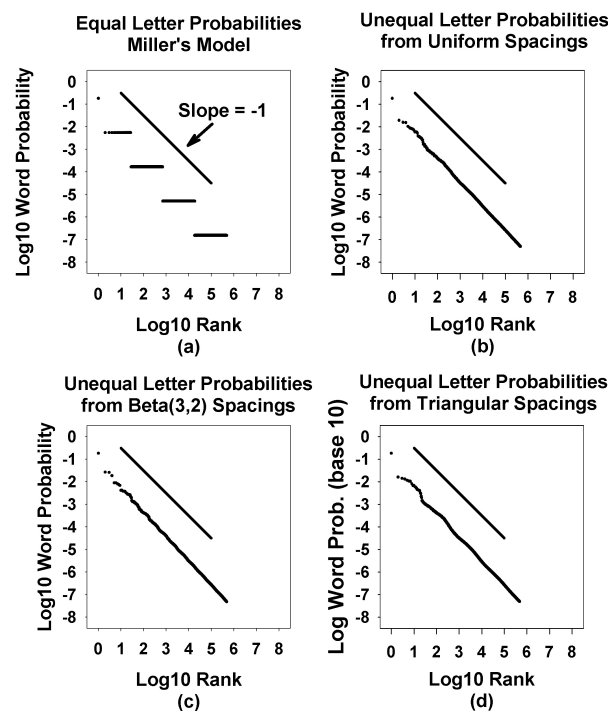 Equal Letter Probabilities
Miller's Model
Log10 Word Probability
0
-1
-2
-3
-4
-5
-6
-7
-8
Slope = -1
0 1 2 3 4 5 6 7 8
Log10 Rank
(a)
Unequal Letter Probabilities
from Uniform Spacings
Log10 Word Probability
0
-1
-2
-3
-4
-5
-6
-7
-8
0 1 2 3 4 5 6 7 8
Log10 Rank
(b)
Unequal Letter Probabilities
from Beta(3,2) Spacings
Log10 Word Probability
0
-1
-2
-3
-4
-5
-6
-7
-8
0 1 2 3 4 5 6 7 8
Log10 Rank
(c)
Unequal Letter Probabilities
from Triangular Spacings
Log Word Prob. (base 10)
0
-1
-2
-3
-4
-5
-6
-7
-8
0 1 2 3 4 5 6 7 8
Log10 Rank
(d)